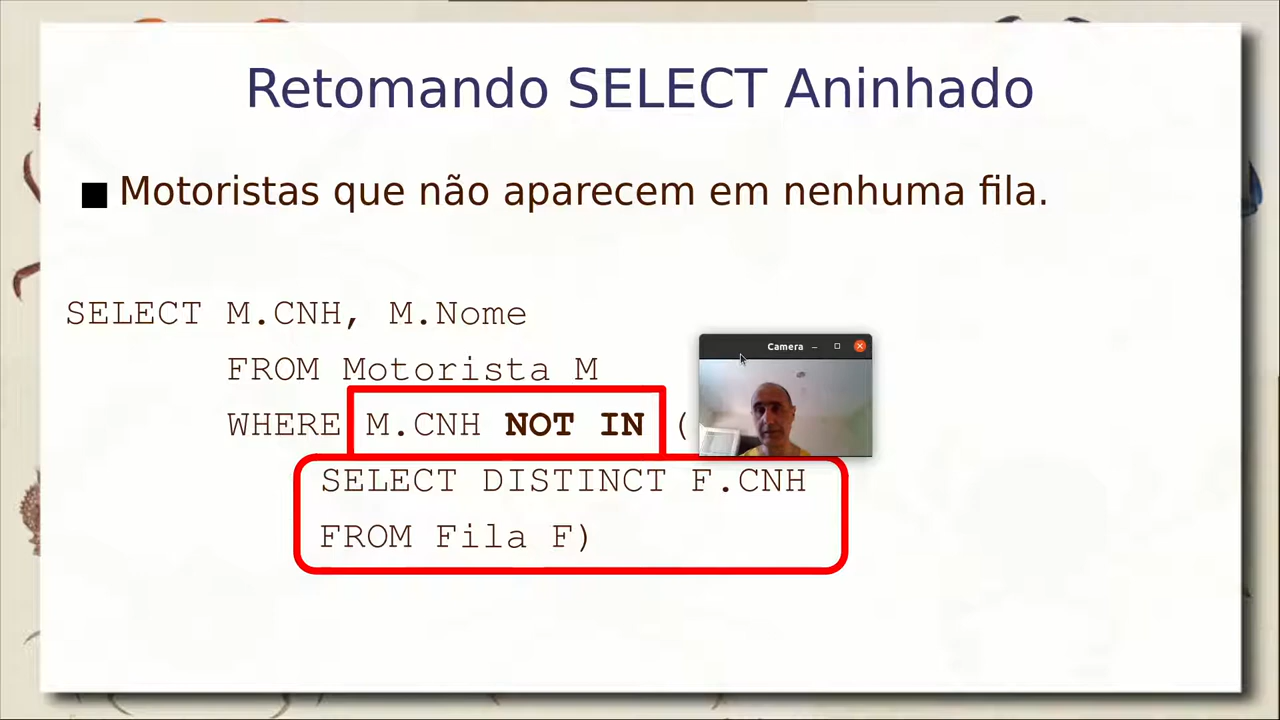 Retomando SELECT Aninhado
Motoristas que não aparecem em nenhuma fila.
SELECT M.CNH, M.Nome
FROM Motorista M
WHERE M.CNH NOT IN (
Camera
SELECT DISTINCT F.CNH
FROM Fila F)